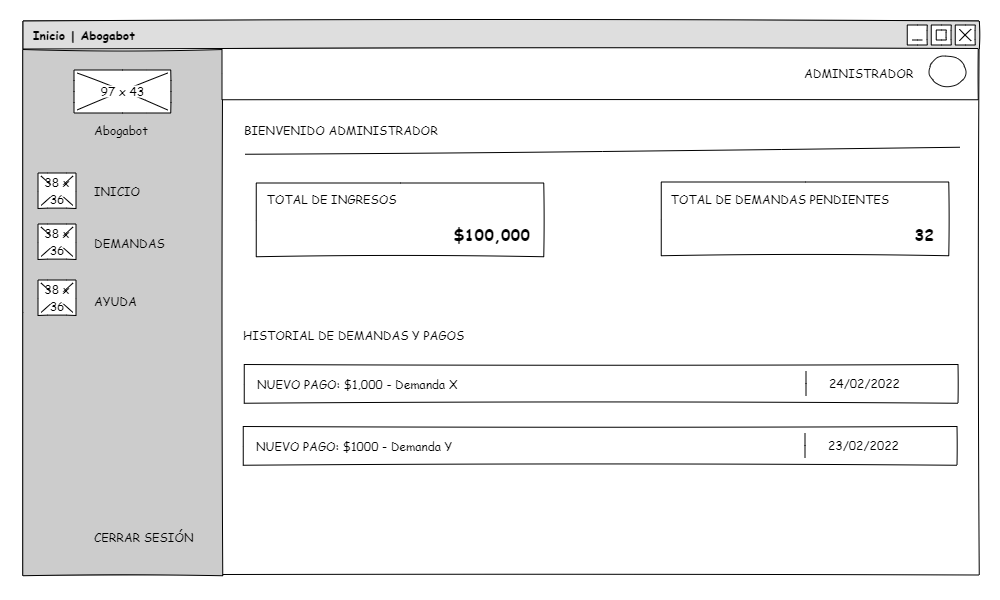 Inicio | Abogabot
ADMINISTRADOR
97 x 43
Abogabot
38 x
36
INICIO
38 x
36
DEMANDAS
38 x
36
AYUDA
CERRAR SESIÓN
BIENVENIDO ADMINISTRADOR
TOTAL DE INGRESOS
$100,000
TOTAL DE DEMANDAS PENDIENTES
32
HISTORIAL DE DEMANDAS Y PAGOS
NUEVO PAGO: $1,000 - Demanda X
24/02/2022
NUEVO PAGO: $1000 - Demanda Y
23/02/2022